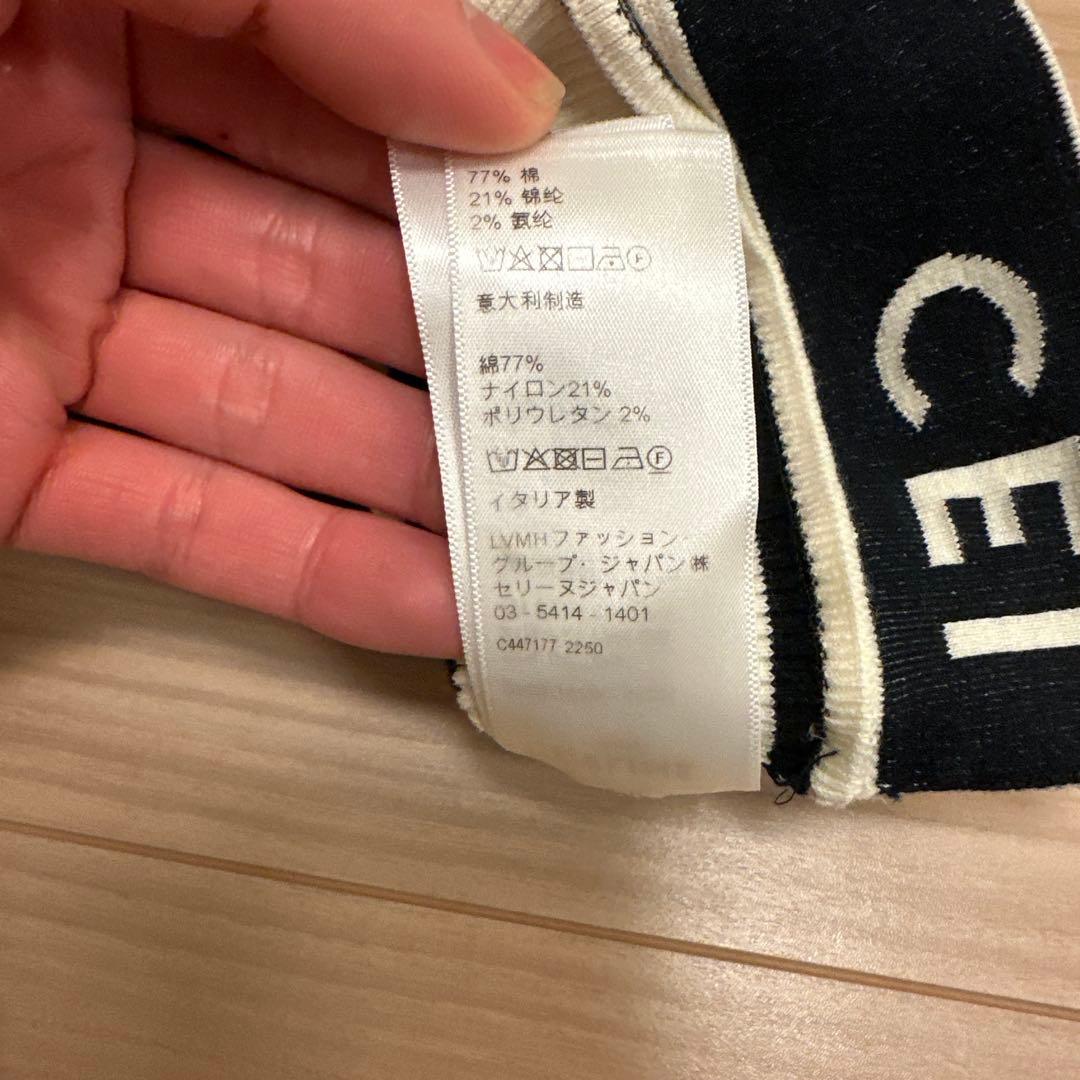 77% 棉
21% 锦纶
2% 氨纶
意大利制造
綿77%
ナイロン21%
ポリウレタン 2%
F
イタリア製
LVMHファッション・
グループ・ジャパン㈱
セリーヌジャパン
03 - 5414 - 1401
C447177 2250
CEI